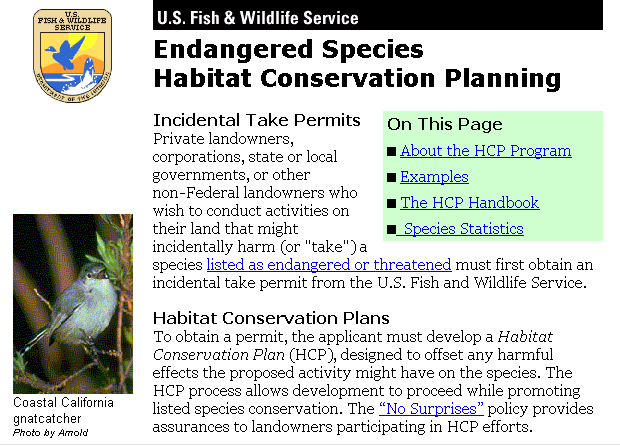 U.S.
FISH & WILDLIFE
SERVICE
DEPARTMENT OF THE INTERIOR
U.S. Fish & Wildlife Service
Endangered Species
Habitat Conservation Planning
Incidental Take Permits
Private landowners,
corporations, state or local
governments, or other
non-Federal landowners who
wish to conduct activities on
their land that might
incidentally harm (or "take") a
species listed as endangered or threatened must first obtain an
incidental take permit from the U.S. Fish and Wildlife Service.
On This Page
About the HCP Program
Examples
The HCP Handbook
Species Statistics
Habitat Conservation Plans
To obtain a permit, the applicant must develop a Habitat
Conservation Plan (HCP), designed to offset any harmful
effects the proposed activity might have on the species. The
HCP process allows development to proceed while promoting
listed species conservation. The “No Surprises” policy provides
assurances to landowners participating in HCP efforts.
Coastal California
gnatcatcher
Photo by Arnold